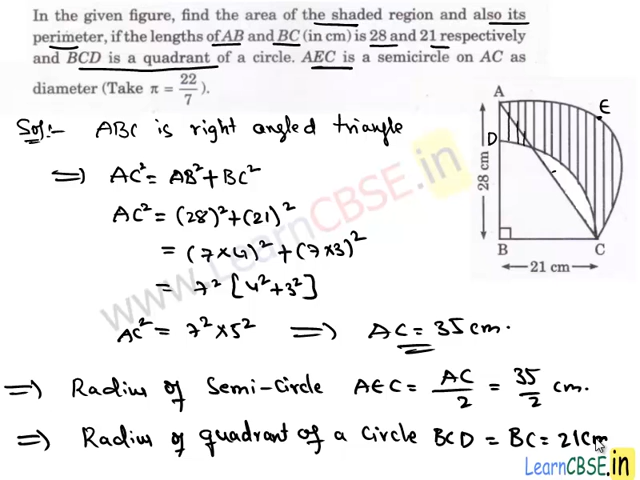 In the given figure, find the area of the shaded region and also its
perimeter, if the lengths of AB and BC (in cm) is 28 and 21 respectively
and BCD is a quadrant of a circle. AEC is a semicircle on AC as
diameter (Take π = 22/7).
Sol:- ABC is right angled triangle
A
E
D
28 cm
B
C
21 cm
⟹ AC² = AB² + BC²
AC² = (28)² + (21)²
= (7×4)² + (7×3)²
= 7² [4² + 3²]
AC² = 7² × 5² ⟹ AC = 35 cm.
⟹ Radius of Semi-Circle AEC = AC/2 = 35/2 cm.
⟹ Radius of quadrant of a circle BCD = BC = 21cm
www.LearnCBSE.in
LearnCBSE.in